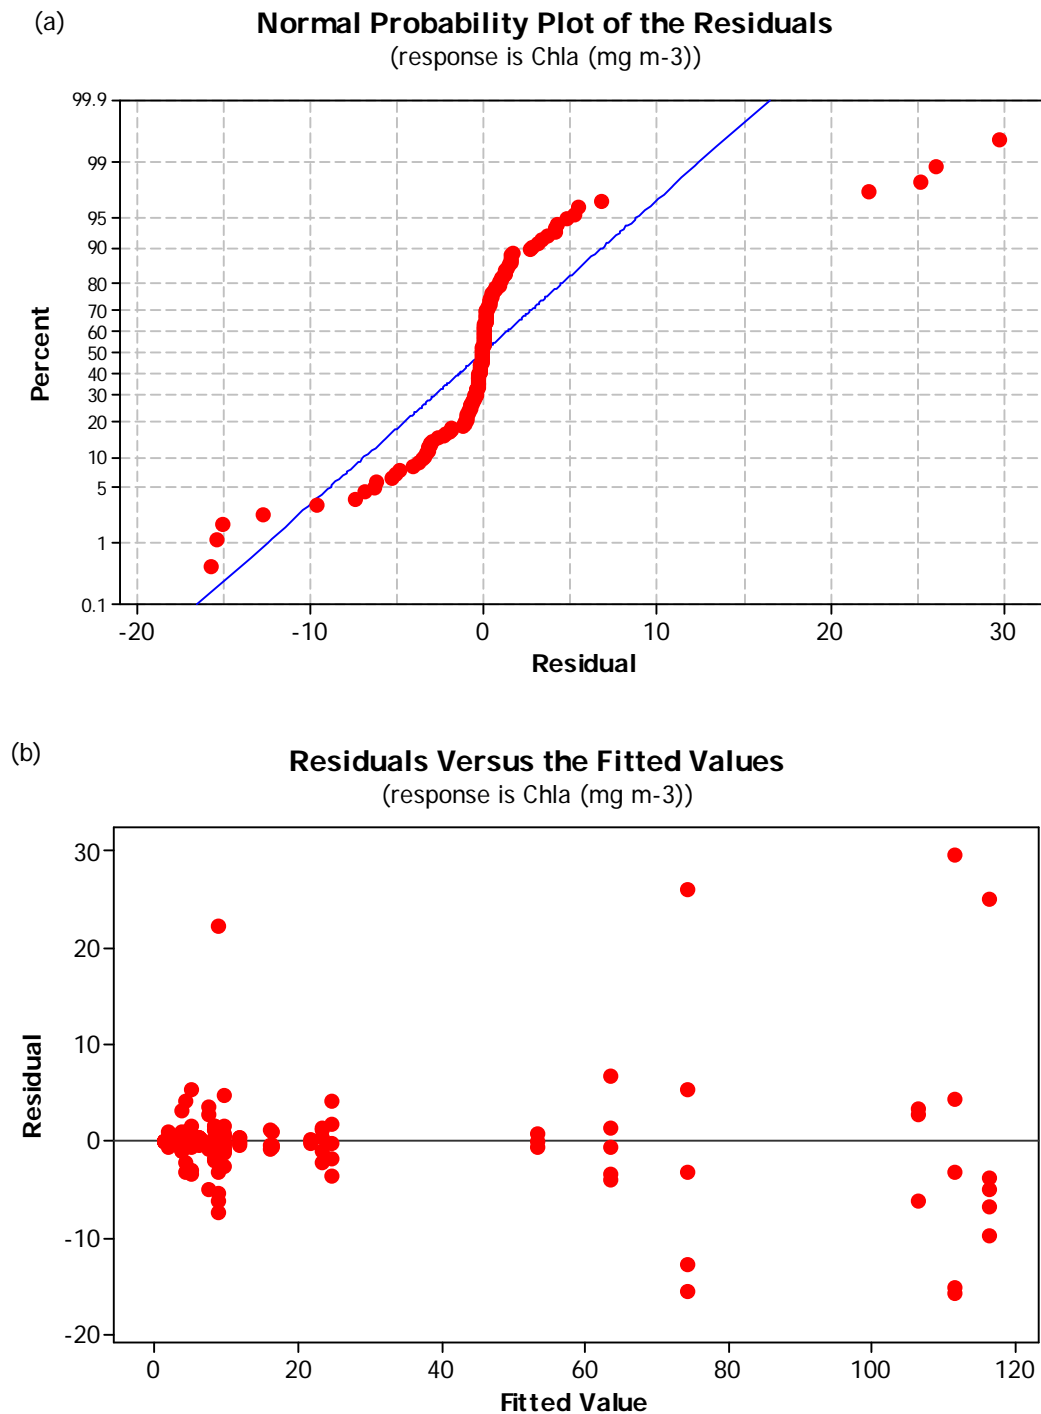 (a)
Normal Probability Plot of the Residuals
(response is Chla (mg m-3))
99.9
99
95
90
80
70
60
50
40
30
20
10
5
1
0.1
Percent
-20 -10 0 10 20 30
Residual
(b)
Residuals Versus the Fitted Values
(response is Chla (mg m-3))
30
20
10
0
-10
-20
Residual
0 20 40 60 80 100 120
Fitted Value